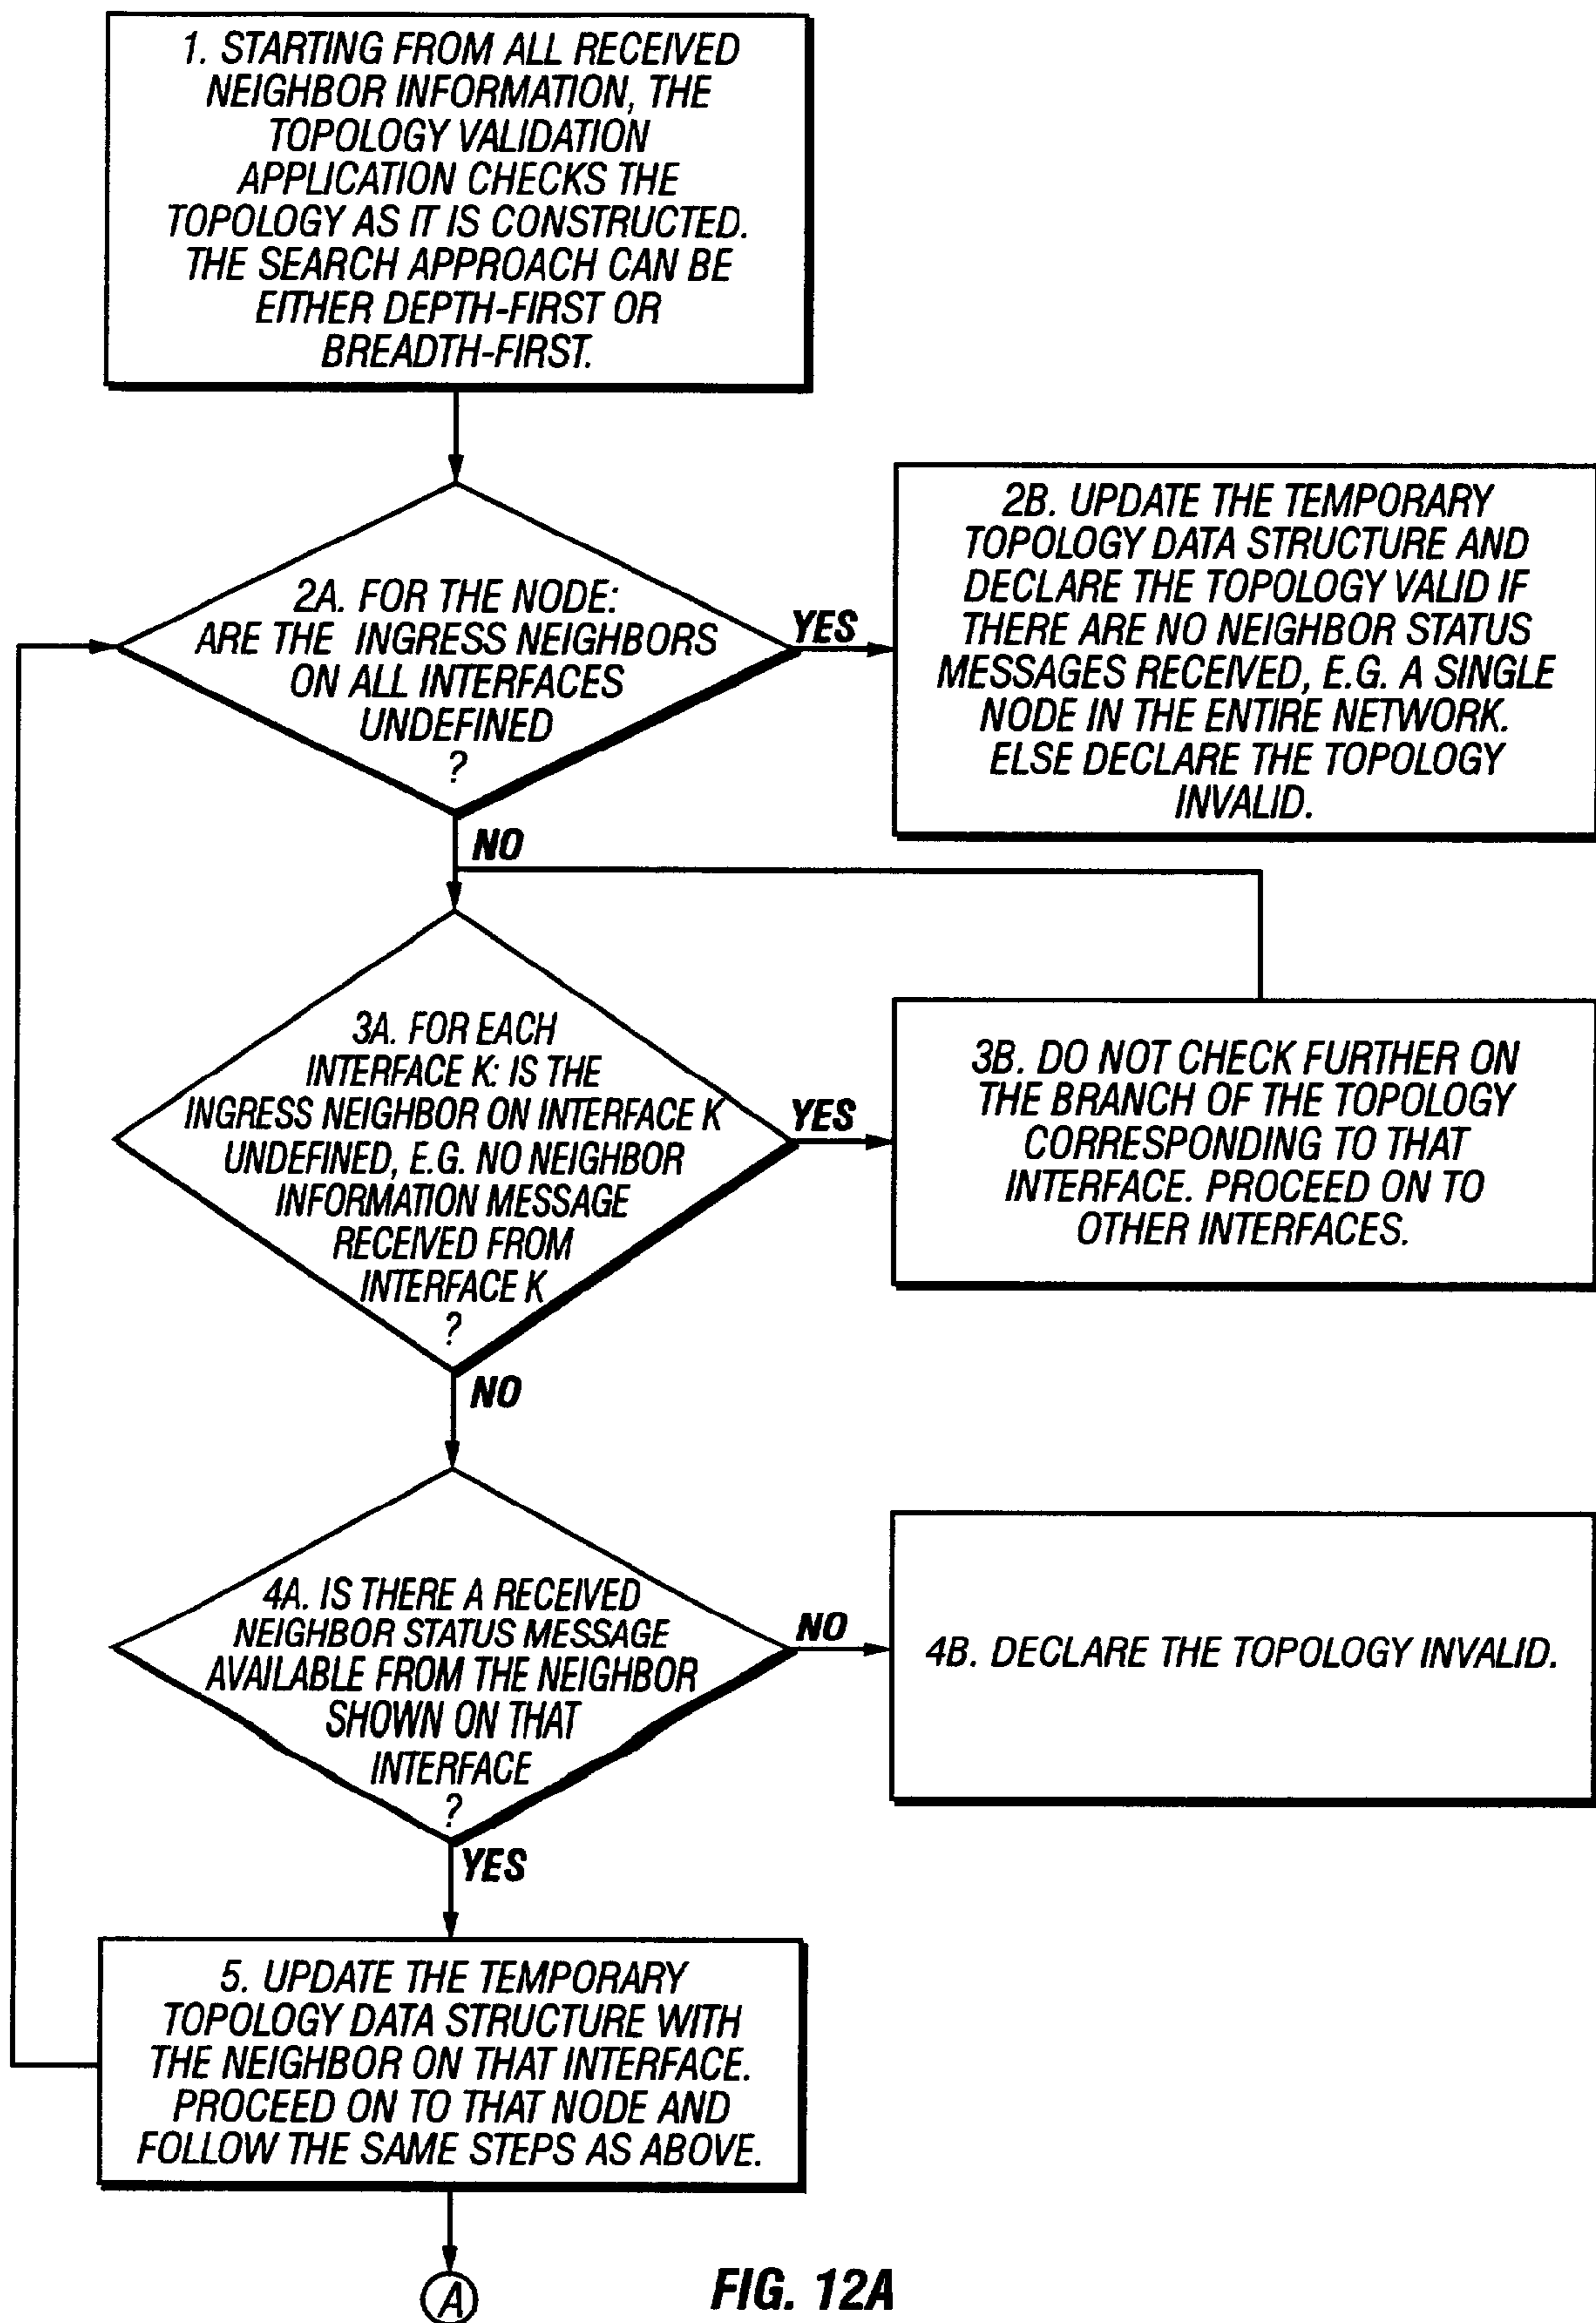 1. STARTING FROM ALL RECEIVED
NEIGHBOR INFORMATION, THE
TOPOLOGY VALIDATION
APPLICATION CHECKS THE
TOPOLOGY AS IT IS CONSTRUCTED.
THE SEARCH APPROACH CAN BE
EITHER DEPTH-FIRST OR
BREADTH-FIRST.
2A. FOR THE NODE:
ARE THE INGRESS NEIGHBORS
ON ALL INTERFACES
UNDEFINED
?
YES
2B. UPDATE THE TEMPORARY
TOPOLOGY DATA STRUCTURE AND
DECLARE THE TOPOLOGY VALID IF
THERE ARE NO NEIGHBOR STATUS
MESSAGES RECEIVED, E.G. A SINGLE
NODE IN THE ENTIRE NETWORK.
ELSE DECLARE THE TOPOLOGY
INVALID.
NO
3A. FOR EACH
INTERFACE K: IS THE
INGRESS NEIGHBOR ON INTERFACE K
UNDEFINED, E.G. NO NEIGHBOR
INFORMATION MESSAGE
RECEIVED FROM
INTERFACE K
?
YES
3B. DO NOT CHECK FURTHER ON
THE BRANCH OF THE TOPOLOGY
CORRESPONDING TO THAT
INTERFACE. PROCEED ON TO
OTHER INTERFACES.
NO
4A. IS THERE A RECEIVED
NEIGHBOR STATUS MESSAGE
AVAILABLE FROM THE NEIGHBOR
SHOWN ON THAT
INTERFACE
?
NO
4B. DECLARE THE TOPOLOGY INVALID.
YES
5. UPDATE THE TEMPORARY
TOPOLOGY DATA STRUCTURE WITH
THE NEIGHBOR ON THAT INTERFACE.
PROCEED ON TO THAT NODE AND
FOLLOW THE SAME STEPS AS ABOVE.
A
FIG. 12A